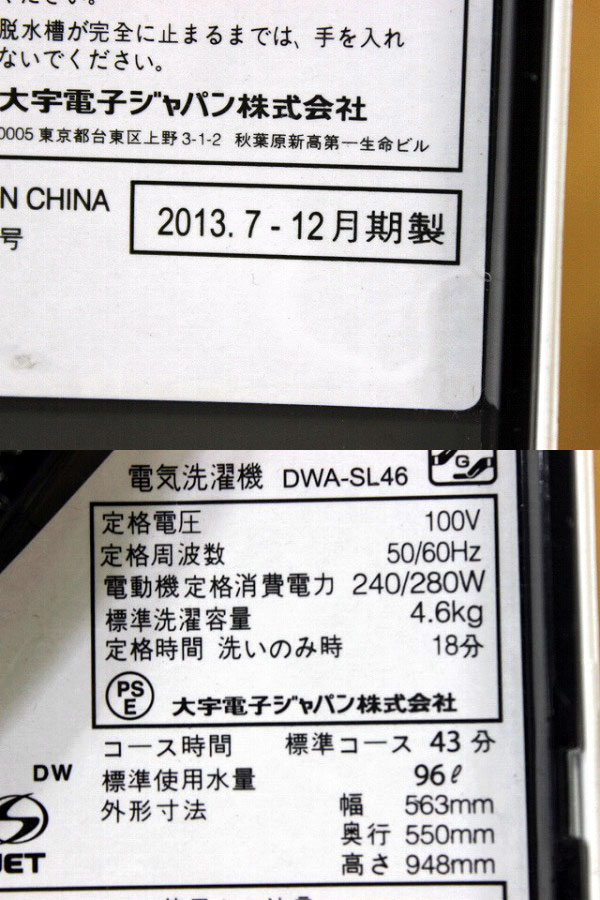 脱水槽が完全に止まるまでは、手を入れ
ないでください。
大宇電子ジャパン株式会社
0005 東京都台東区上野 3-1-2 秋葉原新高第一生命ビル
N CHINA
2013. 7 - 12月期製
号
電気洗濯機 DWA-SL46
G
定格電圧 100V
定格周波数 50/60Hz
電動機定格消費電力 240/280W
標準洗濯容量 4.6kg
定格時間 洗いのみ時 18分
PS
E
大宇電子ジャパン株式会社
コース時間 標準コース 43 分
DW 標準使用水量 96ℓ
外形寸法 幅 563mm
奥行 550mm
JET
高さ 948mm